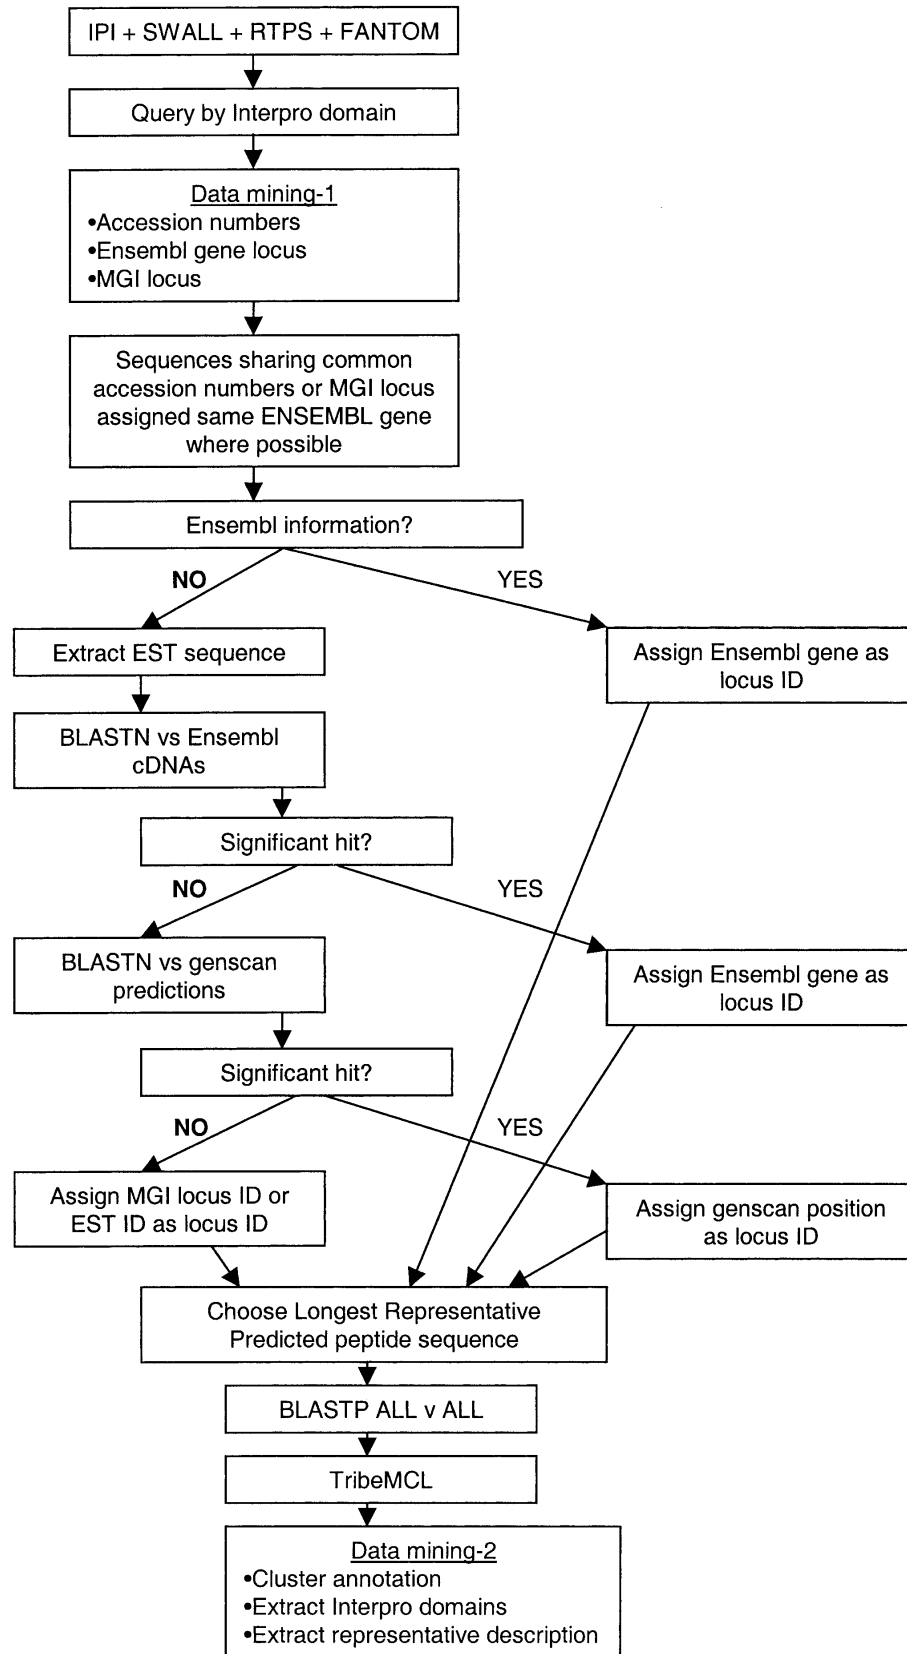 IPI + SWALL + RTPS + FANTOM
Query by Interpro domain
Data mining-1
•Accession numbers
•Ensembl gene locus
•MGI locus
Sequences sharing common
accession numbers or MGI locus
assigned same ENSEMBL gene
where possible
Ensembl information?
NO
YES
Extract EST sequence
Assign Ensembl gene as
locus ID
BLASTN vs Ensembl
cDNAs
Significant hit?
NO
YES
BLASTN vs genscan
predictions
Assign Ensembl gene as
locus ID
Significant hit?
NO
YES
Assign MGI locus ID or
EST ID as locus ID
Assign genscan position
as locus ID
Choose Longest Representative
Predicted peptide sequence
BLASTP ALL v ALL
TribeMCL
Data mining-2
•Cluster annotation
•Extract Interpro domains
•Extract representative description